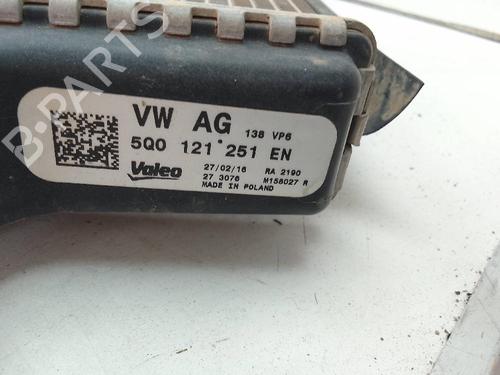 B-PARTS
VW AG 138 VP6
5Q0 121 251 EN
Valeo 27/02/16 RA 2190
27 3076 M158027 R
MADE IN POLAND